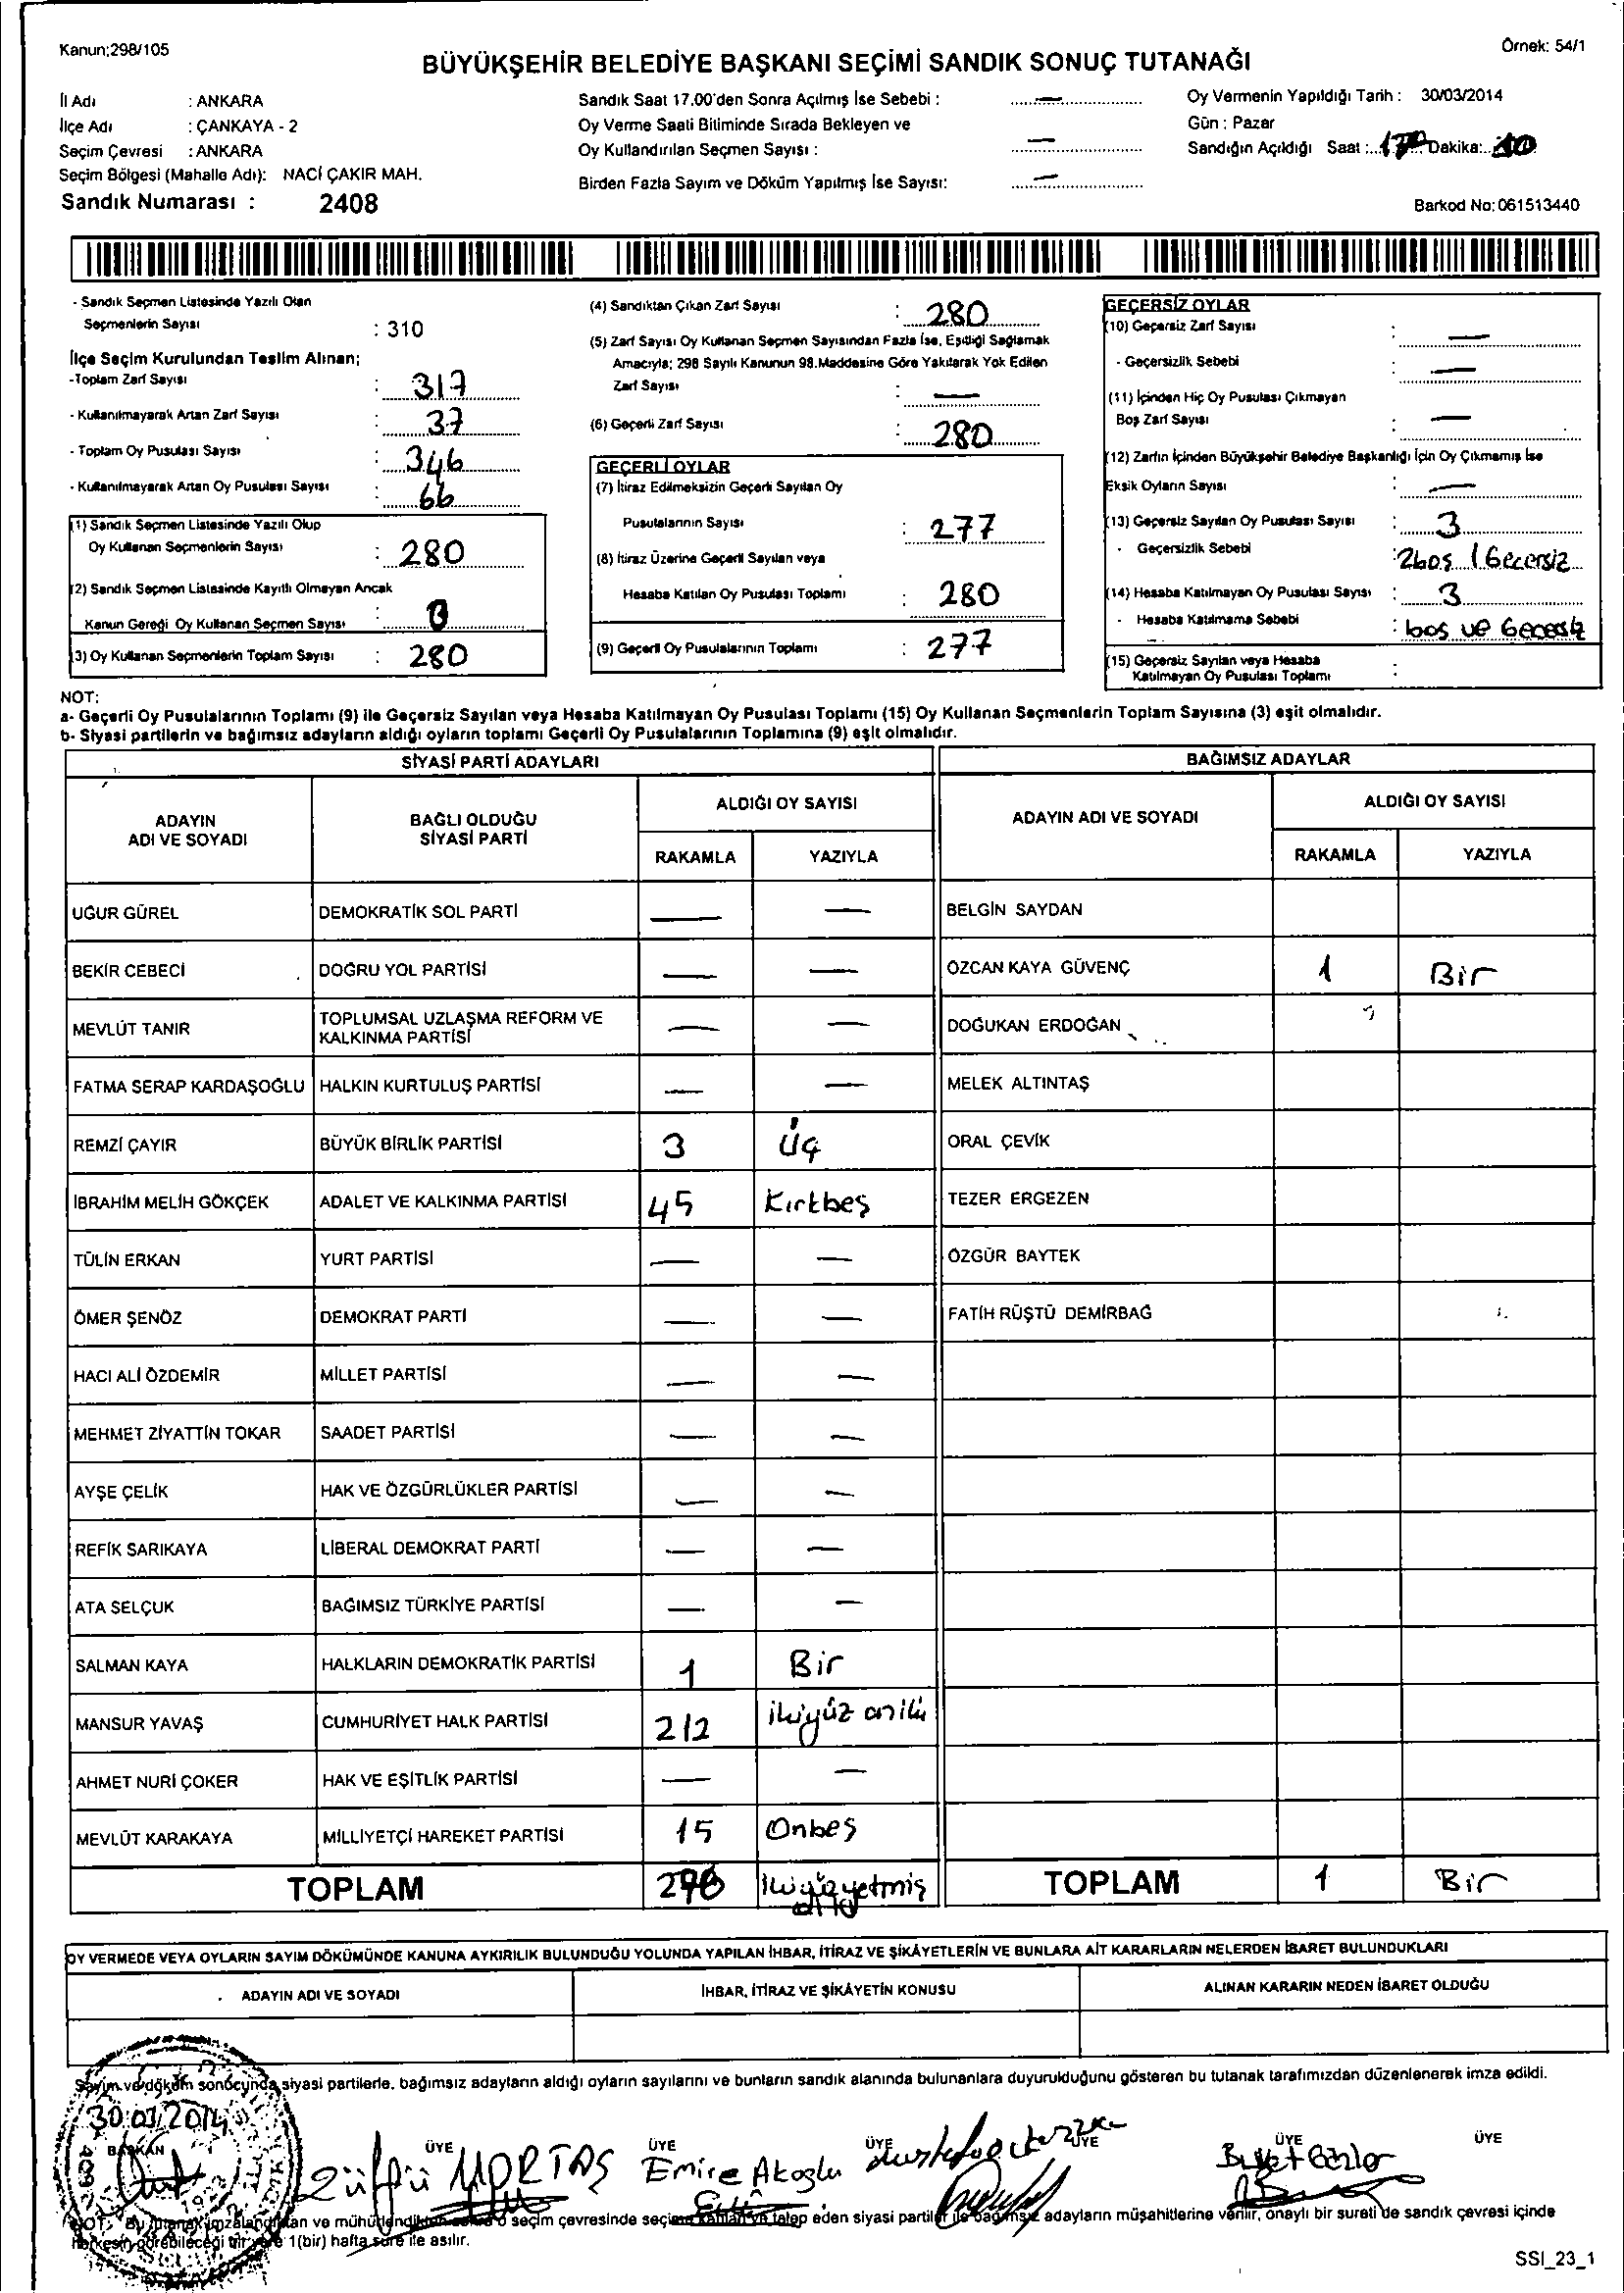 Kanun;298/105
Örnek: 54/1
BÜYÜKŞEHİR BELEDİYE BAŞKANI SEÇİMİ SANDIK SONUÇ TUTANAĞI
İl Adı : ANKARA
İlçe Adı : ÇANKAYA - 2
Seçim Çevresi : ANKARA
Seçim Bölgesi (Mahalle Adı): NACİ ÇAKIR MAH.
Sandık Numarası : 2408
Sandık Saat 17.00'den Sonra Açılmış İse Sebebi : —
Oy Verme Saati Bitiminde Sırada Bekleyen ve
Oy Kullandırılan Seçmen Sayısı : —
Birden Fazla Sayım ve Döküm Yapılmış İse Sayısı: —
Oy Vermenin Yapıldığı Tarih : 30/03/2014
Gün : Pazar
Sandığın Açıldığı Saat : Dakika:
Barkod No: 061513440
- Sandık Seçmen Listesinde Yazılı Olan
Seçmenlerin Sayısı : 310
İlçe Seçim Kurulundan Teslim Alınan;
-Toplam Zarf Sayısı : 317
- Kullanılmayarak Artan Zarf Sayısı : 37
- Toplam Oy Pusulası Sayısı : 346
- Kullanılmayarak Artan Oy Pusulası Sayısı : 66
(1) Sandık Seçmen Listesinde Yazılı Olup
Oy Kullanan Seçmenlerin Sayısı : 280
(2) Sandık Seçmen Listesinde Kayıtlı Olmayan Ancak
Kanun Gereği Oy Kullanan Seçmen Sayısı : 0
(3) Oy Kullanan Seçmenlerin Toplam Sayısı : 280
(4) Sandıktan Çıkan Zarf Sayısı : 280
(5) Zarf Sayısı Oy Kullanan Seçmen Sayısından Fazla İse, Eşitliği Sağlamak
Amacıyla; 298 Sayılı Kanunun 98.Maddesine Göre Yakılarak Yok Edilen
Zarf Sayısı : —
(6) Geçerli Zarf Sayısı : 280
GEÇERLİ OYLAR
(7) İtiraz Edilmeksizin Geçerli Sayılan Oy
Pusulalarının Sayısı : 277
(8) İtiraz Üzerine Geçerli Sayılan veya
Hesaba Katılan Oy Pusulası Toplamı : 280
(9) Geçerli Oy Pusulalarının Toplamı : 277
GEÇERSİZ OYLAR
(10) Geçersiz Zarf Sayısı : —
- Geçersizlik Sebebi : —
(11) İçinden Hiç Oy Pusulası Çıkmayan
Boş Zarf Sayısı : —
(12) Zarfın İçinden Büyükşehir Belediye Başkanlığı İçin Oy Çıkmamış İse
Eksik Oyların Sayısı : —
(13) Geçersiz Sayılan Oy Pusulası Sayısı : 3
- Geçersizlik Sebebi : 2 boş 1 Gecersiz
(14) Hesaba Katılmayan Oy Pusulası Sayısı : 3
- Hesaba Katılmama Sebebi : bos ve Gecersiz
(15) Geçersiz Sayılan veya Hesaba
Katılmayan Oy Pusulası Toplamı :
NOT:
a- Geçerli Oy Pusulalarının Toplamı (9) ile Geçersiz Sayılan veya Hesaba Katılmayan Oy Pusulası Toplamı (15) Oy Kullanan Seçmenlerin Toplam Sayısına (3) eşit olmalıdır.
b- Siyasi partilerin ve bağımsız adayların aldığı oyların toplamı Geçerli Oy Pusulalarının Toplamına (9) eşit olmalıdır.
SİYASİ PARTİ ADAYLARI
BAĞIMSIZ ADAYLAR
ADAYIN
ADI VE SOYADI
BAĞLI OLDUĞU
SİYASİ PARTİ
ALDIĞI OY SAYISI
RAKAMLA YAZIYLA
ADAYIN ADI VE SOYADI
ALDIĞI OY SAYISI
RAKAMLA YAZIYLA
UĞUR GÜREL DEMOKRATİK SOL PARTİ — — BELGİN SAYDAN
BEKİR CEBECİ DOĞRU YOL PARTİSİ — — ÖZCAN KAYA GÜVENÇ 1 Bir
MEVLÜT TANIR TOPLUMSAL UZLAŞMA REFORM VE KALKINMA PARTİSİ — — DOĞUKAN ERDOĞAN
FATMA SERAP KARDAŞOĞLU HALKIN KURTULUŞ PARTİSİ — — MELEK ALTINTAŞ
REMZİ ÇAYIR BÜYÜK BİRLİK PARTİSİ 3 Üç ORAL ÇEVİK
İBRAHİM MELİH GÖKÇEK ADALET VE KALKINMA PARTİSİ 45 Kırkbeş TEZER ERGEZEN
TÜLİN ERKAN YURT PARTİSİ — — ÖZGÜR BAYTEK
ÖMER ŞENÖZ DEMOKRAT PARTİ — — FATİH RÜŞTÜ DEMİRBAĞ
HACI ALİ ÖZDEMİR MİLLET PARTİSİ — —
MEHMET ZİYATTİN TOKAR SAADET PARTİSİ — —
AYŞE ÇELİK HAK VE ÖZGÜRLÜKLER PARTİSİ — —
REFİK SARIKAYA LİBERAL DEMOKRAT PARTİ — —
ATA SELÇUK BAĞIMSIZ TÜRKİYE PARTİSİ — —
SALMAN KAYA HALKLARIN DEMOKRATİK PARTİSİ 1 Bir
MANSUR YAVAŞ CUMHURİYET HALK PARTİSİ 212 ikiyüz oniki
AHMET NURİ ÇOKER HAK VE EŞİTLİK PARTİSİ — —
MEVLÜT KARAKAYA MİLLİYETÇİ HAREKET PARTİSİ 15 Onbeş
TOPLAM 276 ikiyüzyetmiş altı TOPLAM 1 Bir
OY VERMEDE VEYA OYLARIN SAYIM DÖKÜMÜNDE KANUNA AYKIRILIK BULUNDUĞU YOLUNDA YAPILAN İHBAR, İTİRAZ VE ŞİKÂYETLERİN VE BUNLARA AİT KARARLARIN NELERDEN İBARET BULUNDUKLARI
ADAYIN ADI VE SOYADI İHBAR, İTİRAZ VE ŞİKÂYETİN KONUSU ALINAN KARARIN NEDEN İBARET OLDUĞU
Sayım ve döküm sonucunda siyasi partilerle, bağımsız adayların aldığı oyların sayılarını ve bunların sandık alanında bulunanlara duyurulduğunu gösteren bu tutanak tarafımızdan düzenlenerek imza edildi.
30.03.2014
BAŞKAN ÜYE ÜYE ÜYE ÜYE ÜYE ÜYE
Zülfü YORTAŞ Emire Akoglu
NOT: Bu tutanak imzalandıktan ve mühürlendikten sonra o seçim çevresinde seçime katılan ve talep eden siyasi partiler ile bağımsız adayların müşahitlerine verilir, onaylı bir sureti de sandık çevresi içinde
herkesin görebileceği bir yere 1(bir) hafta süre ile asılır.
SSI_23_1